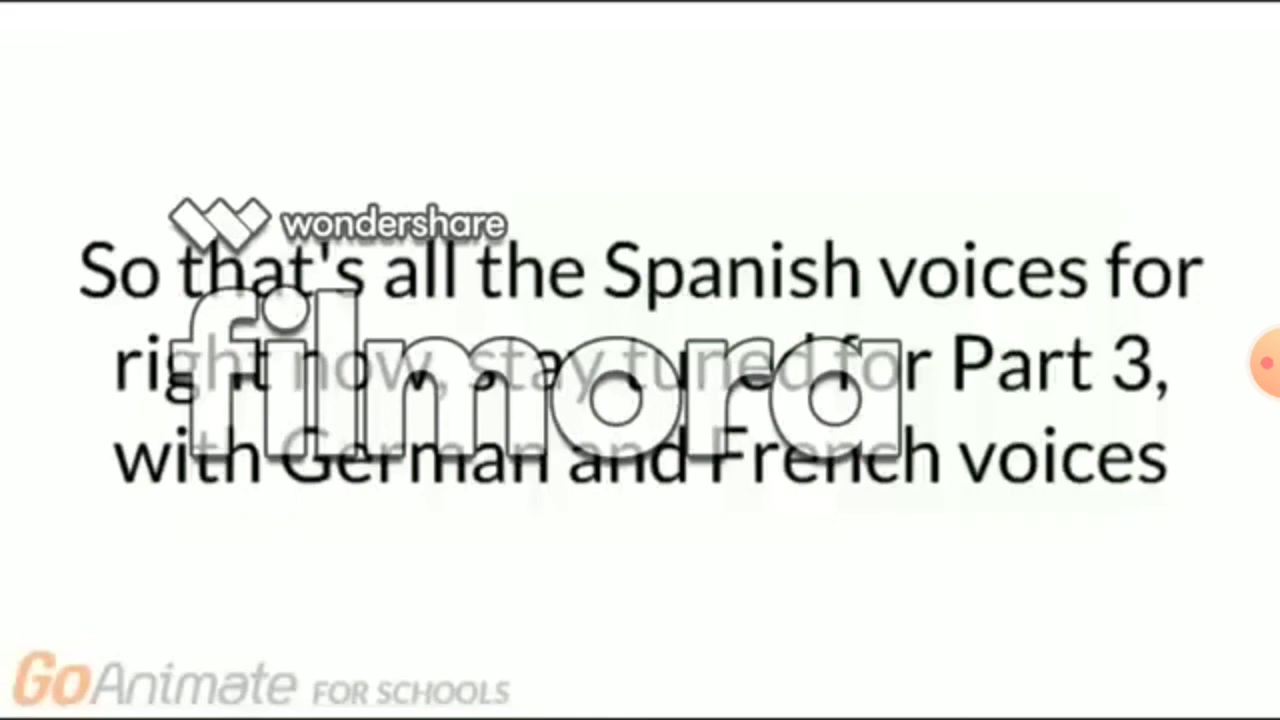 wondershare
So that's all the Spanish voices for
filmora
right now, stay tuned for Part 3,
with German and French voices
GoAnimate FOR SCHOOLS